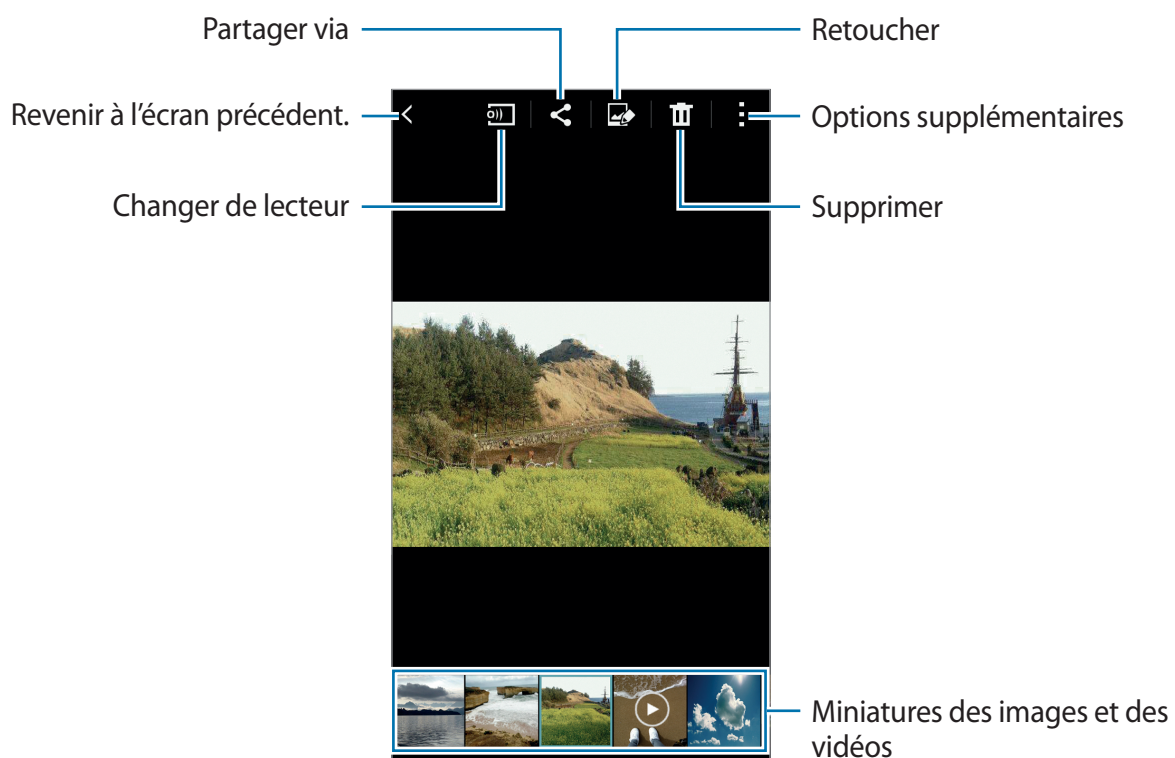 Partager via
Retoucher
Revenir à l'écran précédent.
Options supplémentaires
Changer de lecteur
Supprimer
Miniatures des images et des
vidéos